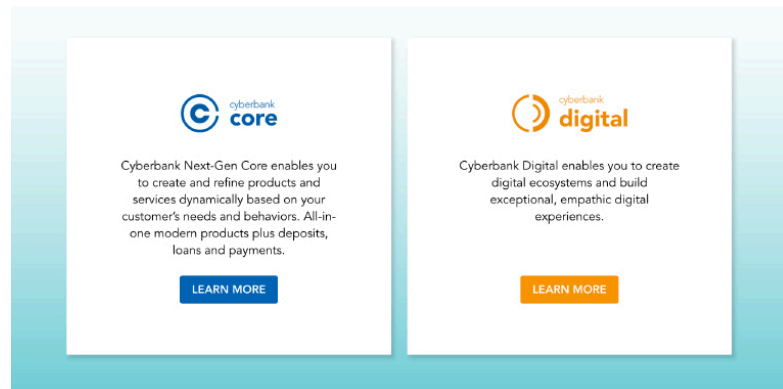 cyberbank
core
Cyberbank Next-Gen Core enables you
to create and refine products and
services dynamically based on your
customer's needs and behaviors. All-in-
one modern products plus deposits,
loans and payments.
LEARN MORE
cyberbank
digital
Cyberbank Digital enables you to create
digital ecosystems and build
exceptional, empathic digital
experiences.
LEARN MORE